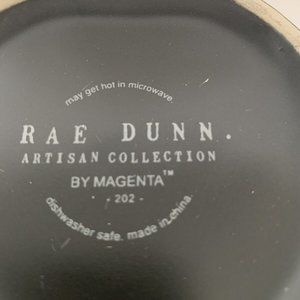 may get hot in microwave.
RAE DUNN.
ARTISAN COLLECTION
BY MAGENTA™
- 202 -
dishwasher safe. made in china.